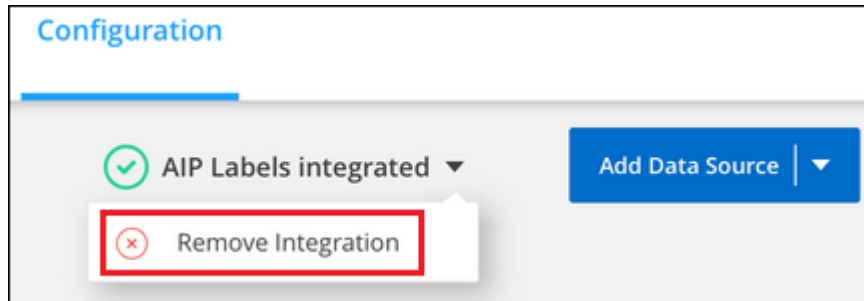 Configuration
AIP Labels integrated
Add Data Source
Remove Integration